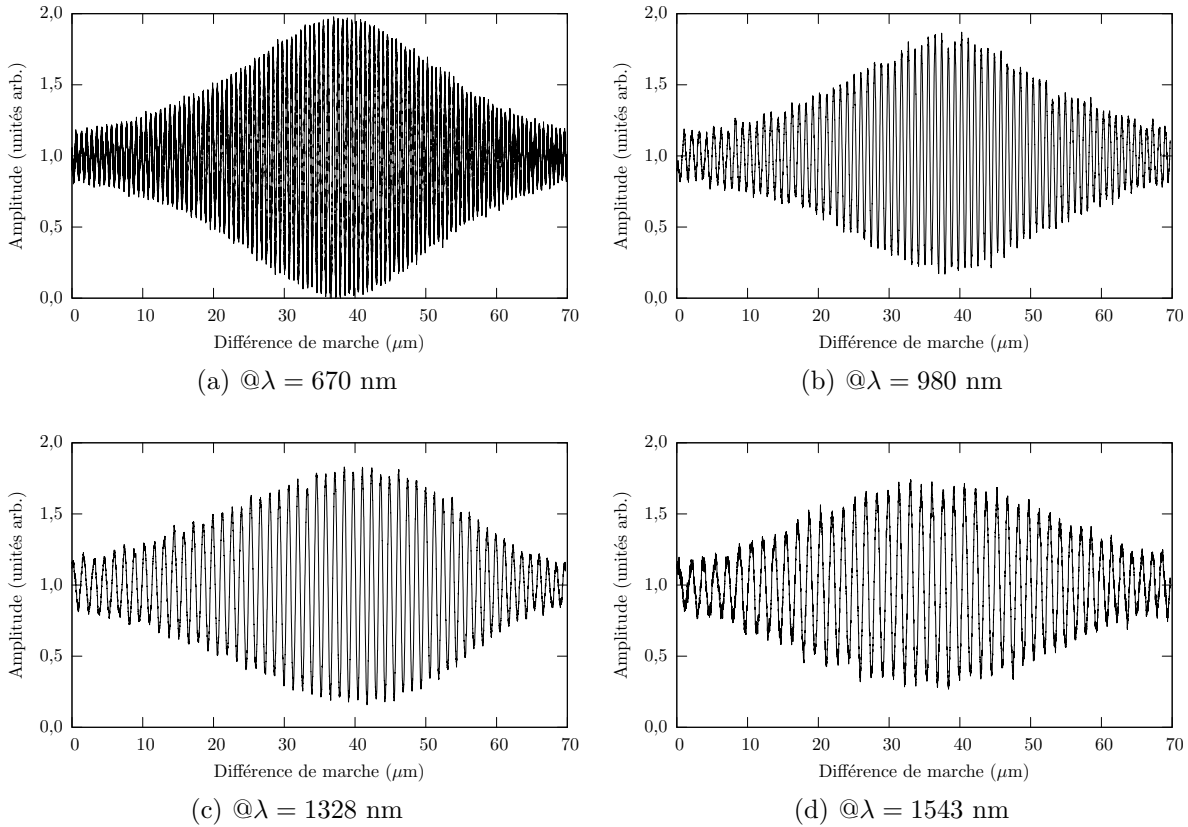 2,0
1,5
1,0
0,5
0,0
Amplitude (unités arb.)
0 10 20 30 40 50 60 70
Différence de marche (μm)
(a) @λ = 670 nm
2,0
1,5
1,0
0,5
0,0
Amplitude (unités arb.)
0 10 20 30 40 50 60 70
Différence de marche (μm)
(b) @λ = 980 nm
2,0
1,5
1,0
0,5
0,0
Amplitude (unités arb.)
0 10 20 30 40 50 60 70
Différence de marche (μm)
(c) @λ = 1328 nm
2,0
1,5
1,0
0,5
0,0
Amplitude (unités arb.)
0 10 20 30 40 50 60 70
Différence de marche (μm)
(d) @λ = 1543 nm